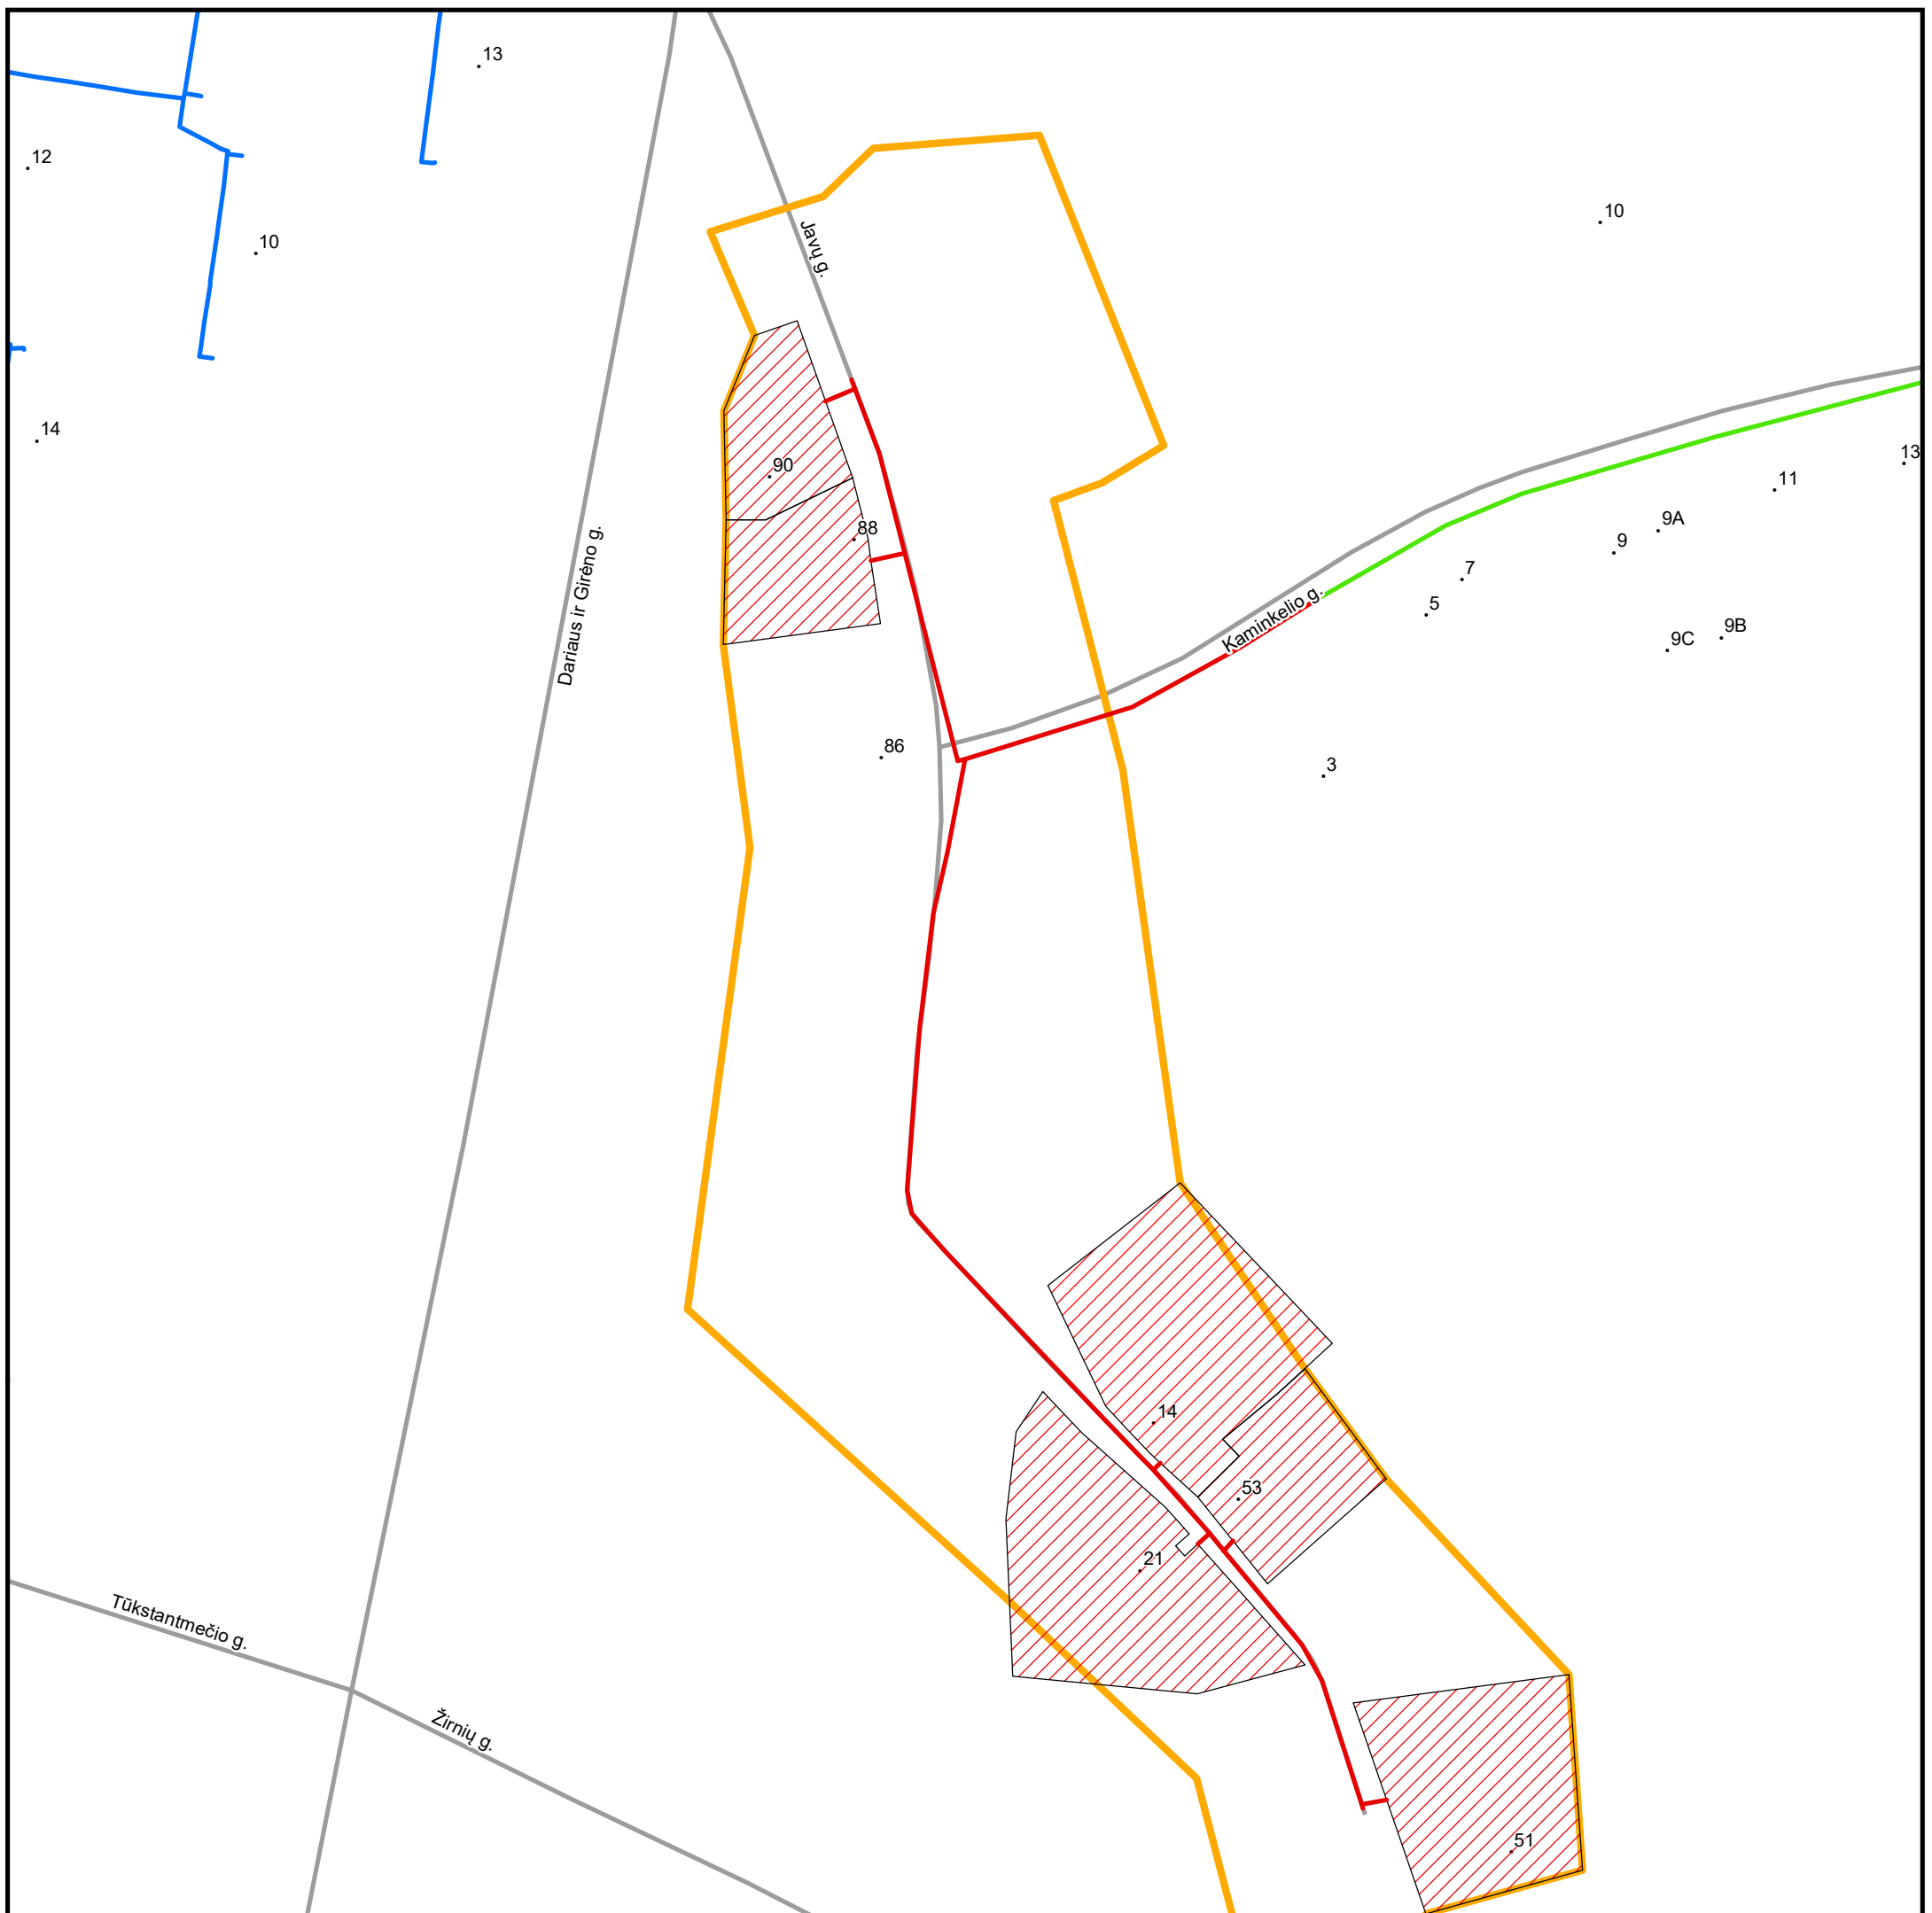 13
12
10
10
Javų g.
14
90
13
11
88
9A
9
7
5
Kaminkelio g.
9B
9C
Dariaus ir Girėno g.
86
3
14
53
21
Tūkstantmečio g.
Žirnių g.
51